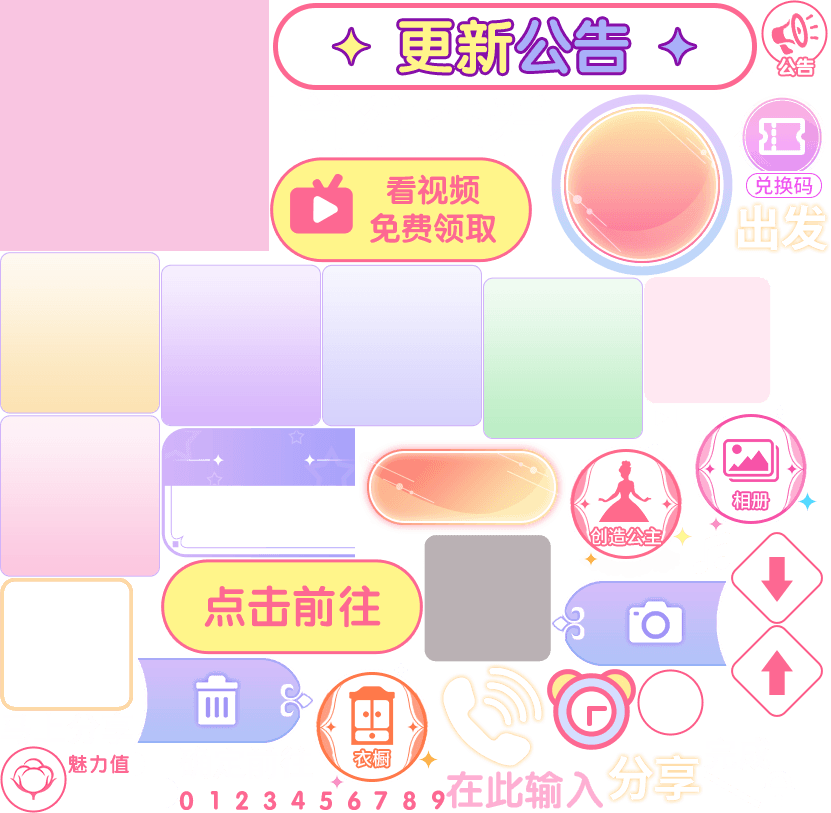 更新公告
公告
兑换码
看视频
免费领取
出发
相册
创造公主
点击前往
衣橱
魅力值
在此输入
分享
0 1 2 3 4 5 6 7 8 9